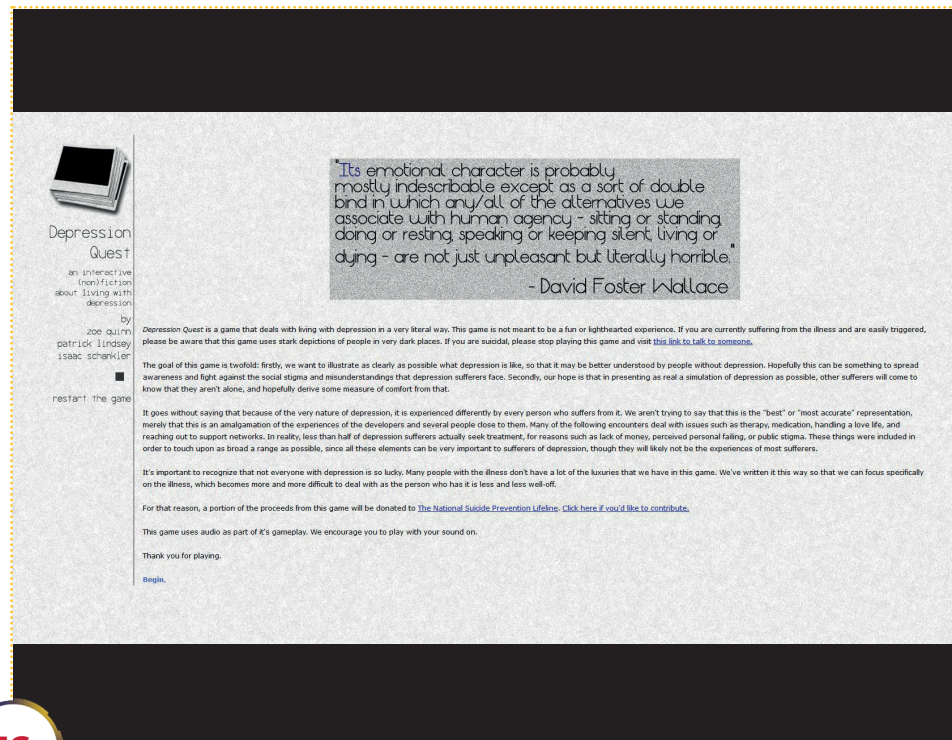 Depression
Quest
an interactive
(non)fiction
about living with
depression
by
zoe quinn
patrick lindsey
isaac schankler
restart the game
"Its emotional character is probably
mostly indescribable except as a sort of double
bind in which any/all of the alternatives we
associate with human agency - sitting or standing,
doing or resting, speaking or keeping silent, living or
dying - are not just unpleasant but literally horrible."
- David Foster Wallace
Depression Quest is a game that deals with living with depression in a very literal way. This game is not meant to be a fun or lighthearted experience. If you are currently suffering from the illness and are easily triggered,
please be aware that this game uses stark depictions of people in very dark places. If you are suicidal, please stop playing this game and visit this link to talk to someone.
The goal of this game is twofold: firstly, we want to illustrate as clearly as possible what depression is like, so that it may be better understood by people without depression. Hopefully this can be something to spread
awareness and fight against the social stigma and misunderstandings that depression sufferers face. Secondly, our hope is that in presenting as real a simulation of depression as possible, other sufferers will come to
know that they aren't alone, and hopefully derive some measure of comfort from that.
It goes without saying that because of the very nature of depression, it is experienced differently by every person who suffers from it. We aren't trying to say that this is the "best" or "most accurate" representation,
merely that this is an amalgamation of the experiences of the developers and several people close to them. Many of the following encounters deal with issues such as therapy, medication, handling a love life, and
reaching out to support networks. In reality, less than half of depression sufferers actually seek treatment, for reasons such as lack of money, perceived personal failing, or public stigma. These things were included in
order to touch upon as broad a range as possible, since all these elements can be very important to sufferers of depression, though they will likely not be the experiences of most sufferers.
It's important to recognize that not everyone with depression is so lucky. Many people with the illness don't have a lot of the luxuries that we have in this game. We've written it this way so that we can focus specifically
on the illness, which becomes more and more difficult to deal with as the person who has it is less and less well-off.
For that reason, a portion of the proceeds from this game will be donated to The National Suicide Prevention Lifeline. Click here if you'd like to contribute.
This game uses audio as part of it's gameplay. We encourage you to play with your sound on.
Thank you for playing.
Begin.